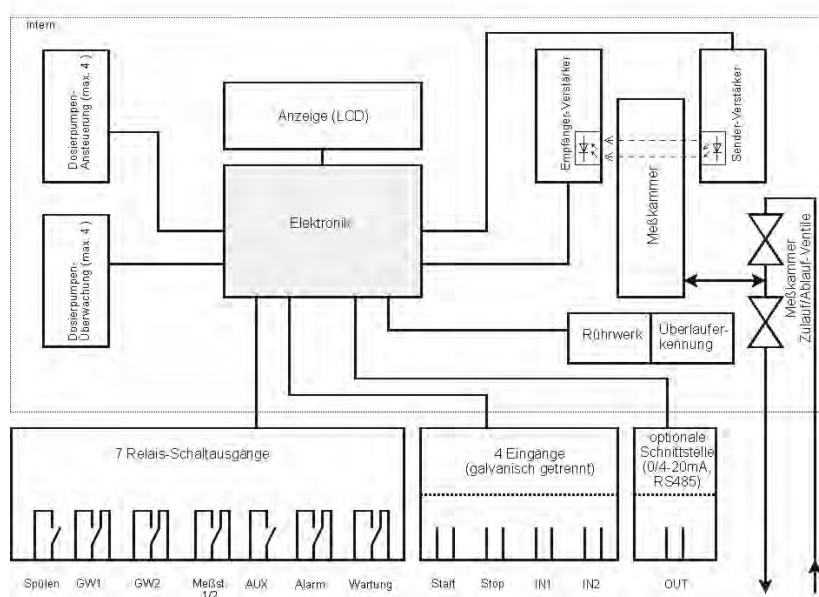 intern
Dosierpumpen-
Ansteuerung (max. 4 )
Anzeige (LCD)
Empfänger-Verstärker
Sender-Verstärker
Elektronik
Meßkammer
Dosierpumpen-
Überwachung ( max. 4 )
Meßkammer
Zulauf/Ablauf-Ventile
Rührwerk
Überlaufer-
kennung
7 Relais-Schaltausgänge
4 Eingänge
(galvanisch getrennt)
optionale
Schnittstelle
(0/4-20mA,
RS485)
Spülen
GW1
GW2
Meßst.
1/2
AUX
Alarm
Wartung
Start
Stop
IN1
IN2
OUT